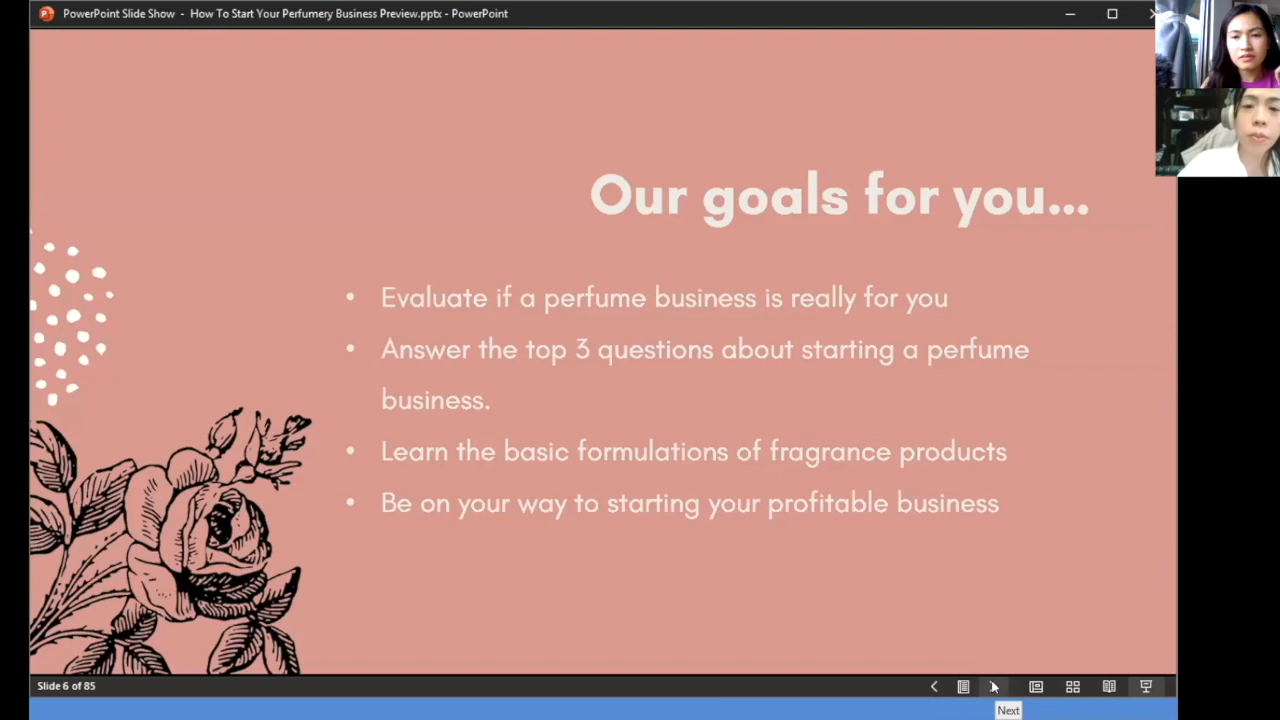 PowerPoint Slide Show - How To Start Your Perfumery Business Preview.pptx - PowerPoint
Our goals for you...
• Evaluate if a perfume business is really for you
• Answer the top 3 questions about starting a perfume
business.
• Learn the basic formulations of fragrance products
• Be on your way to starting your profitable business
Slide 6 of 85
Next